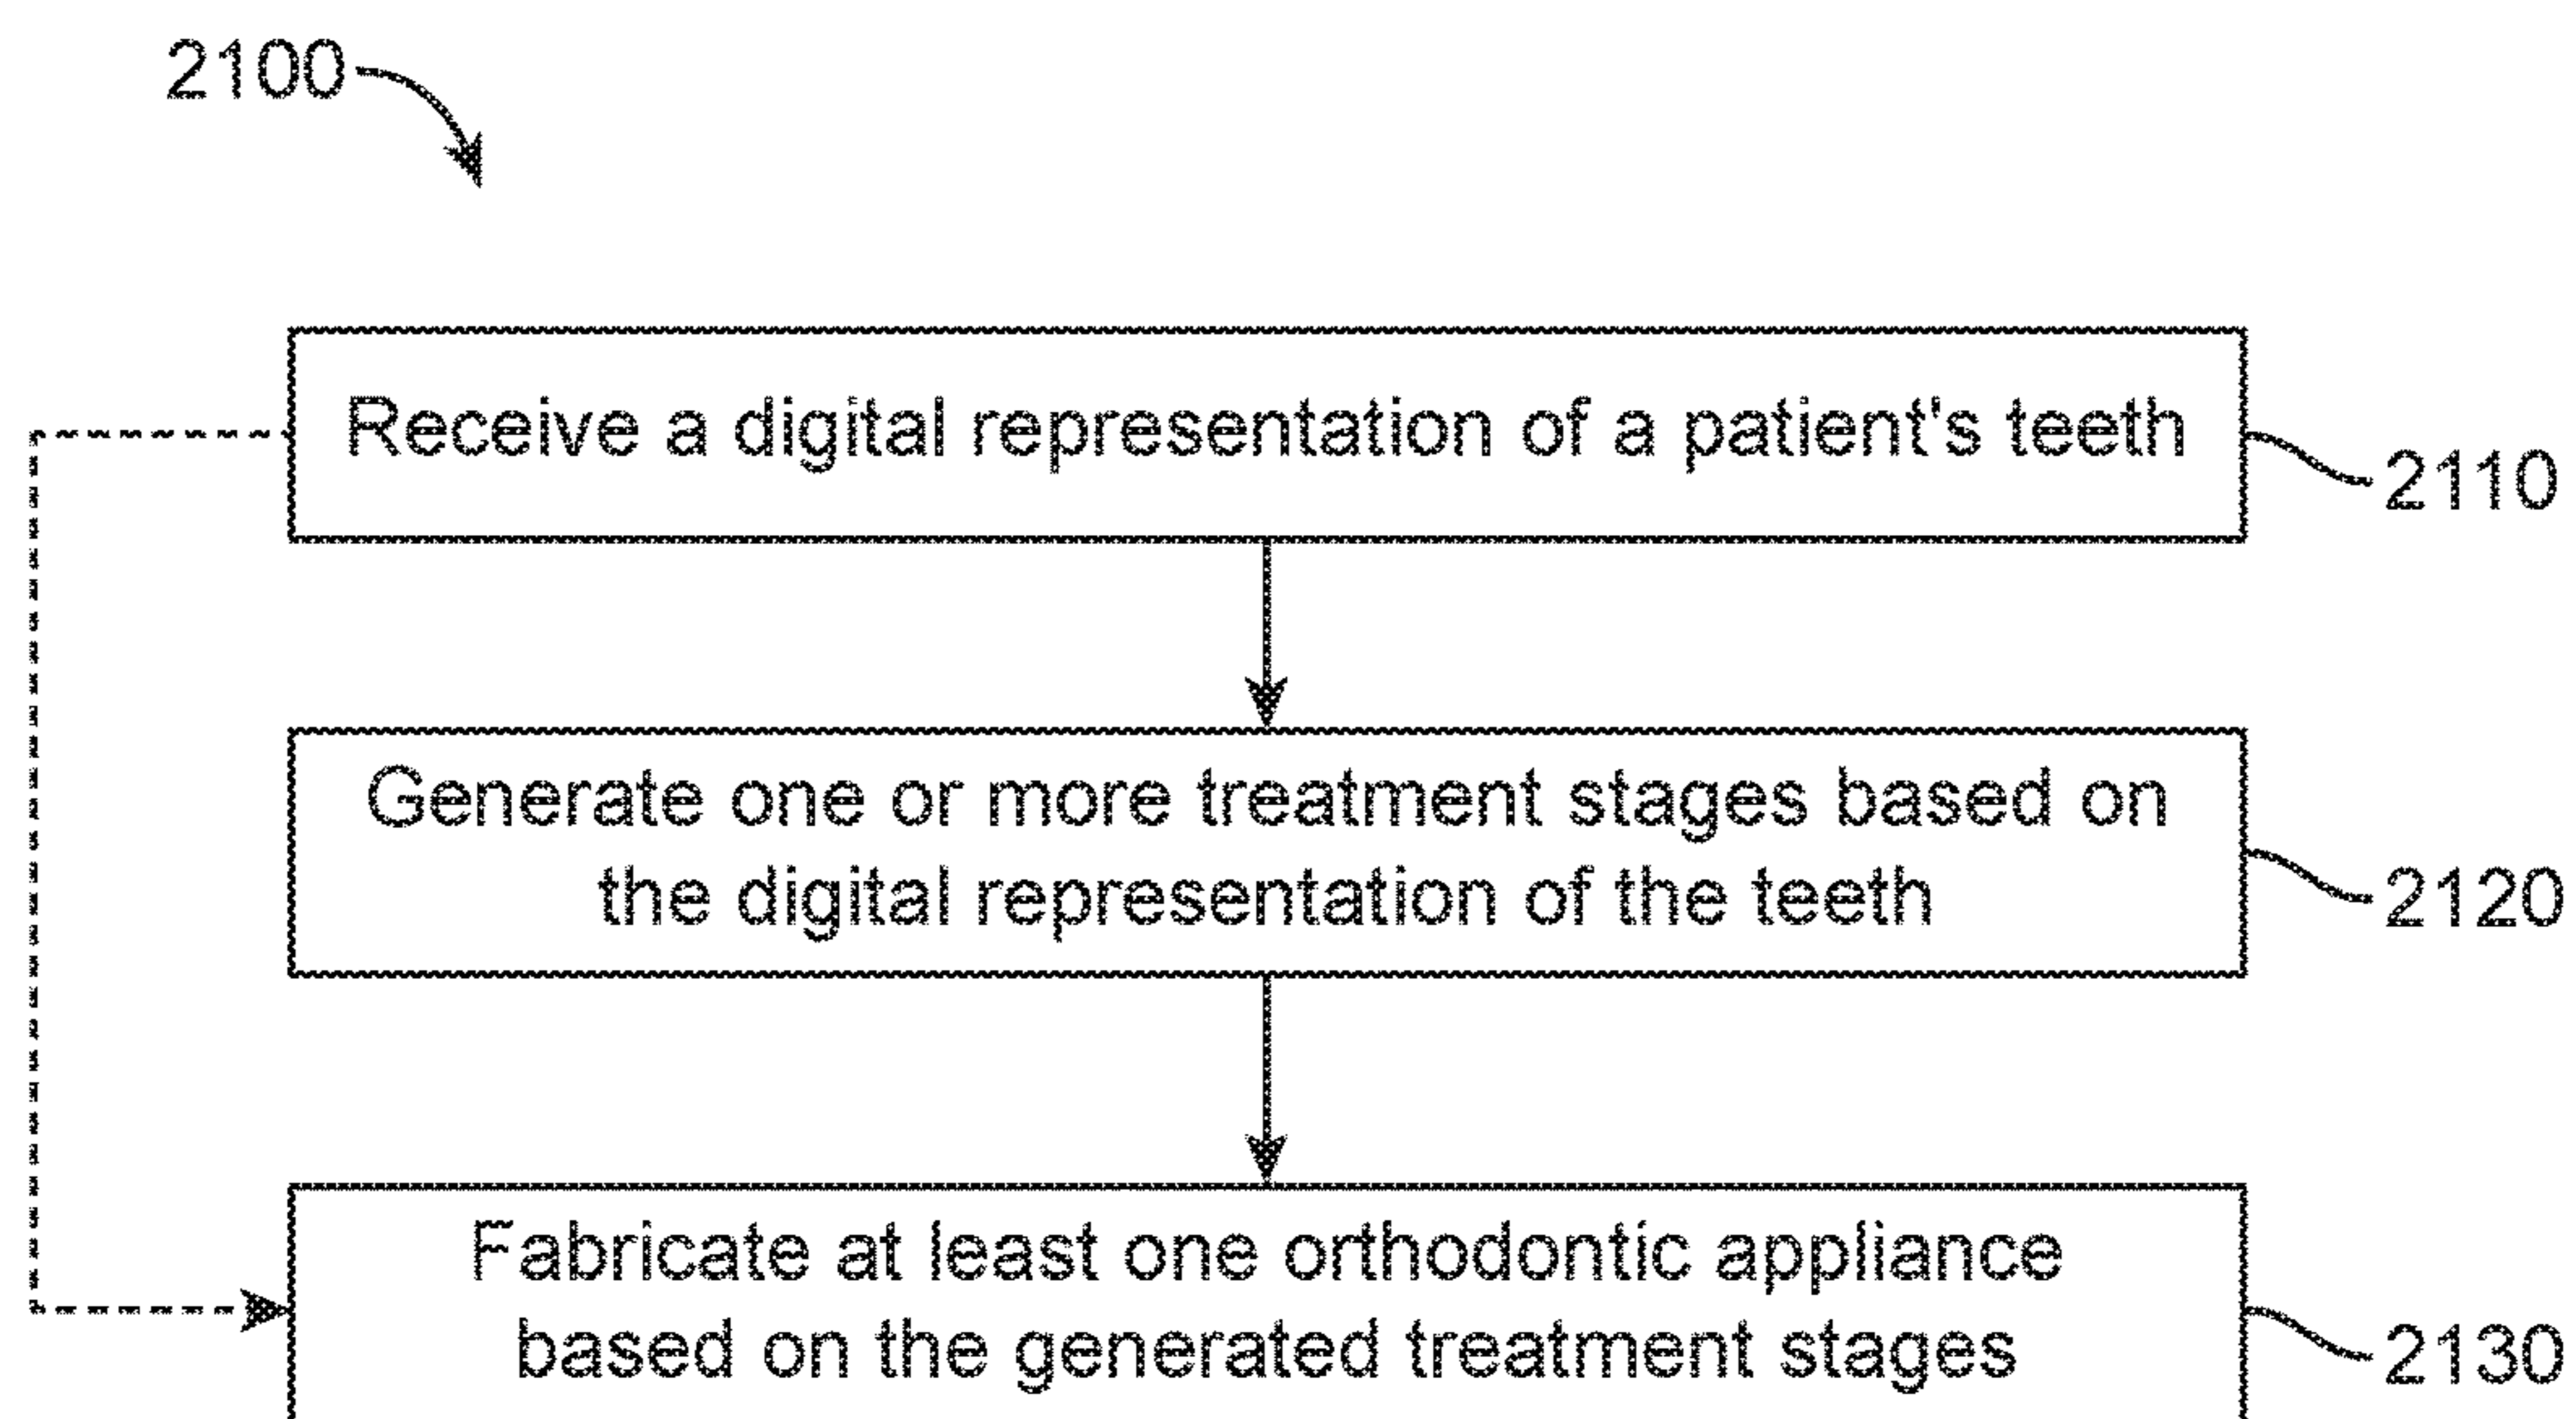 2100
Receive a digital representation of a patient's teeth
2110
Generate one or more treatment stages based on
the digital representation of the teeth
2120
Fabricate at least one orthodontic appliance
based on the generated treatment stages
2130